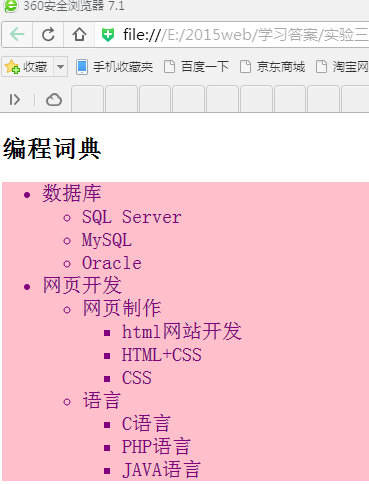 360安全浏览器 7.1
file:///E:/2015web/学习答案/实验三
收藏 手机收藏夹 百度一下 京东商城 淘宝网
编程词典
数据库
SQL Server
MySQL
Oracle
网页开发
网页制作
html网站开发
HTML+CSS
CSS
语言
C语言
PHP语言
JAVA语言